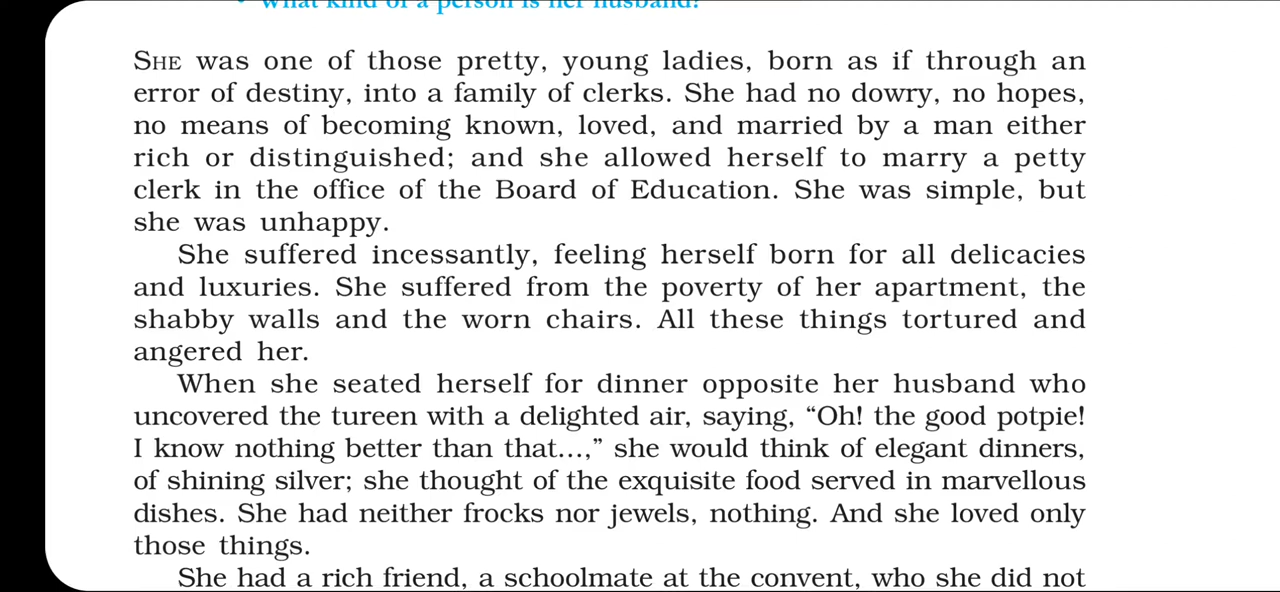 What kind of a person is her husband?
SHE was one of those pretty, young ladies, born as if through an
error of destiny, into a family of clerks. She had no dowry, no hopes,
no means of becoming known, loved, and married by a man either
rich or distinguished; and she allowed herself to marry a petty
clerk in the office of the Board of Education. She was simple, but
she was unhappy.
She suffered incessantly, feeling herself born for all delicacies
and luxuries. She suffered from the poverty of her apartment, the
shabby walls and the worn chairs. All these things tortured and
angered her.
When she seated herself for dinner opposite her husband who
uncovered the tureen with a delighted air, saying, “Oh! the good potpie!
I know nothing better than that...,” she would think of elegant dinners,
of shining silver; she thought of the exquisite food served in marvellous
dishes. She had neither frocks nor jewels, nothing. And she loved only
those things.
She had a rich friend, a schoolmate at the convent, who she did not